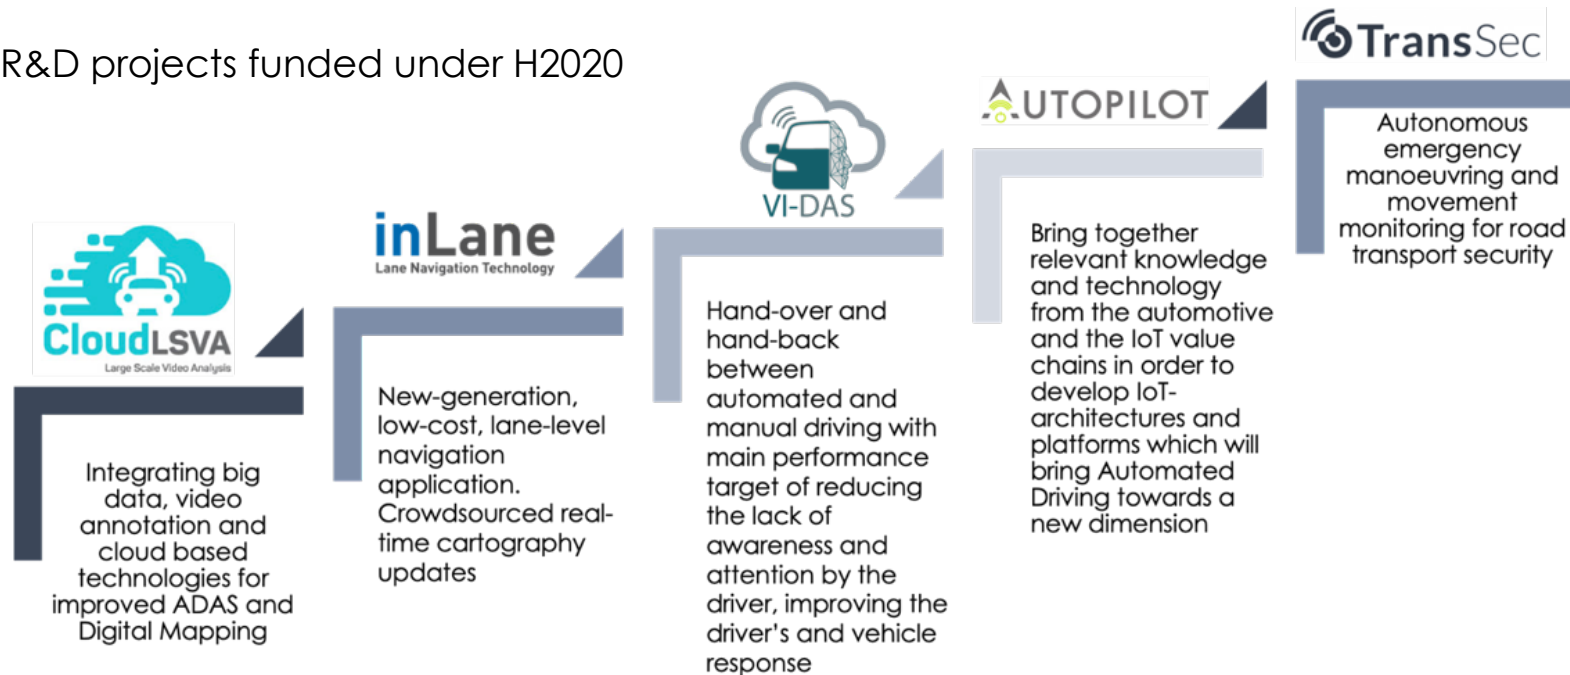 R&D projects funded under H2020
CloudLSVA
Large Scale Video Analysis
Integrating big
data, video
annotation and
cloud based
technologies for
improved ADAS and
Digital Mapping
inLane
Lane Navigation Technology
New-generation,
low-cost, lane-level
navigation
application.
Crowdsourced real-
time cartography
updates
VI-DAS
Hand-over and
hand-back
between
automated and
manual driving with
main performance
target of reducing
the lack of
awareness and
attention by the
driver, improving the
driver's and vehicle
response
AUTOPILOT
Bring together
relevant knowledge
and technology
from the automotive
and the IoT value
chains in order to
develop IoT-
architectures and
platforms which will
bring Automated
Driving towards a
new dimension
TransSec
Autonomous
emergency
manoeuvring and
movement
monitoring for road
transport security